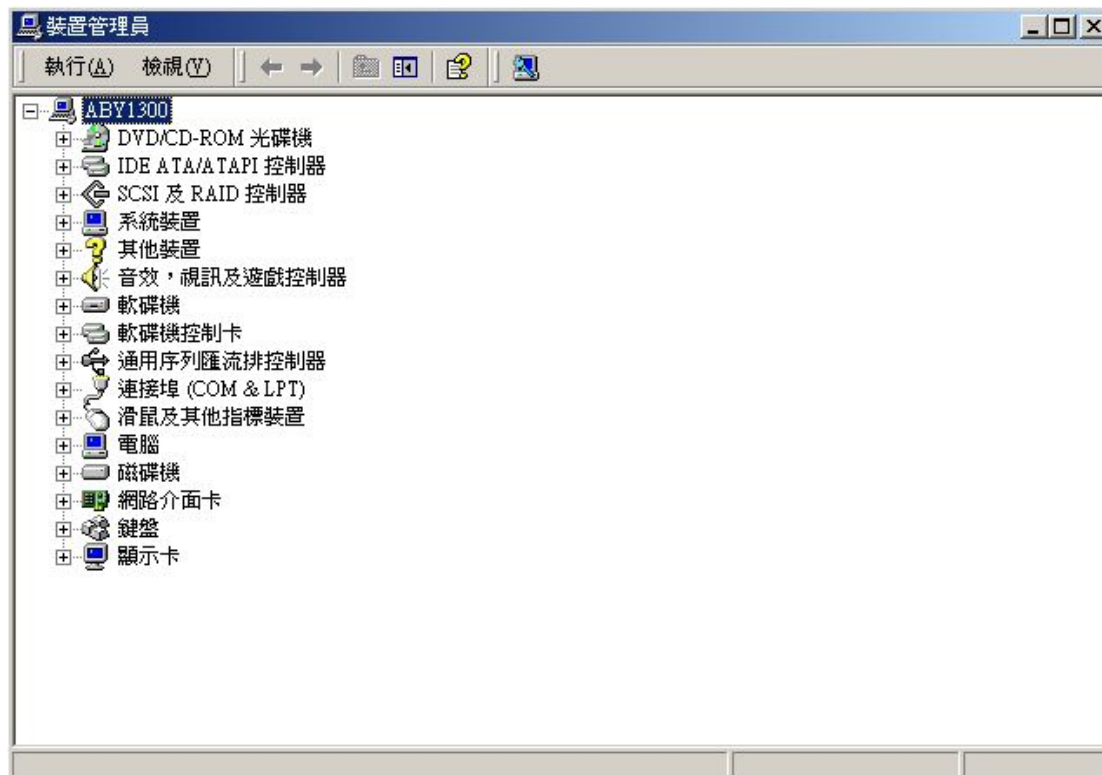 裝置管理員
執行(A) 檢視(V)
ABY1300
DVD/CD-ROM 光碟機
IDE ATA/ATAPI 控制器
SCSI 及 RAID 控制器
系統裝置
其他裝置
音效，視訊及遊戲控制器
軟碟機
軟碟機控制卡
通用序列匯流排控制器
連接埠 (COM & LPT)
滑鼠及其他指標裝置
電腦
磁碟機
網路介面卡
鍵盤
顯示卡